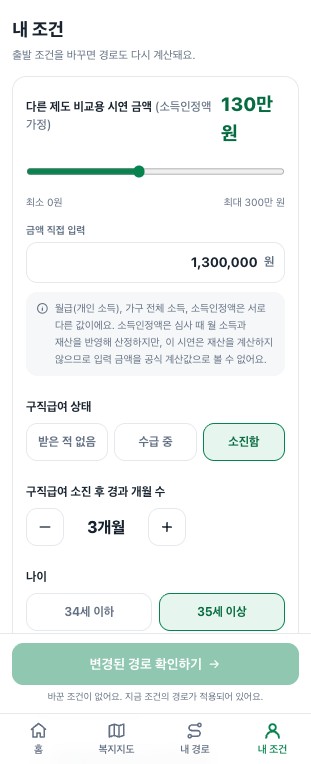 내 조건
출발 조건을 바꾸면 경로도 다시 계산돼요.
다른 제도 비교용 시연 금액 (소득인정액 가정)
130만 원
최소 0원
최대 300만 원
금액 직접 입력
1,300,000 원
월급(개인 소득), 가구 전체 소득, 소득인정액은 서로
다른 값이에요. 소득인정액은 심사 때 월 소득과
재산을 반영해 산정하지만, 이 시연은 재산을 계산하지
않으므로 입력 금액을 공식 계산값으로 볼 수 없어요.
구직급여 상태
받은 적 없음
수급 중
소진함
구직급여 소진 후 경과 개월 수
− 3개월 +
나이
34세 이하
35세 이상
변경된 경로 확인하기 →
바꾼 조건이 없어요. 지금 조건의 경로가 적용되어 있어요.
홈
복지지도
내 경로
내 조건